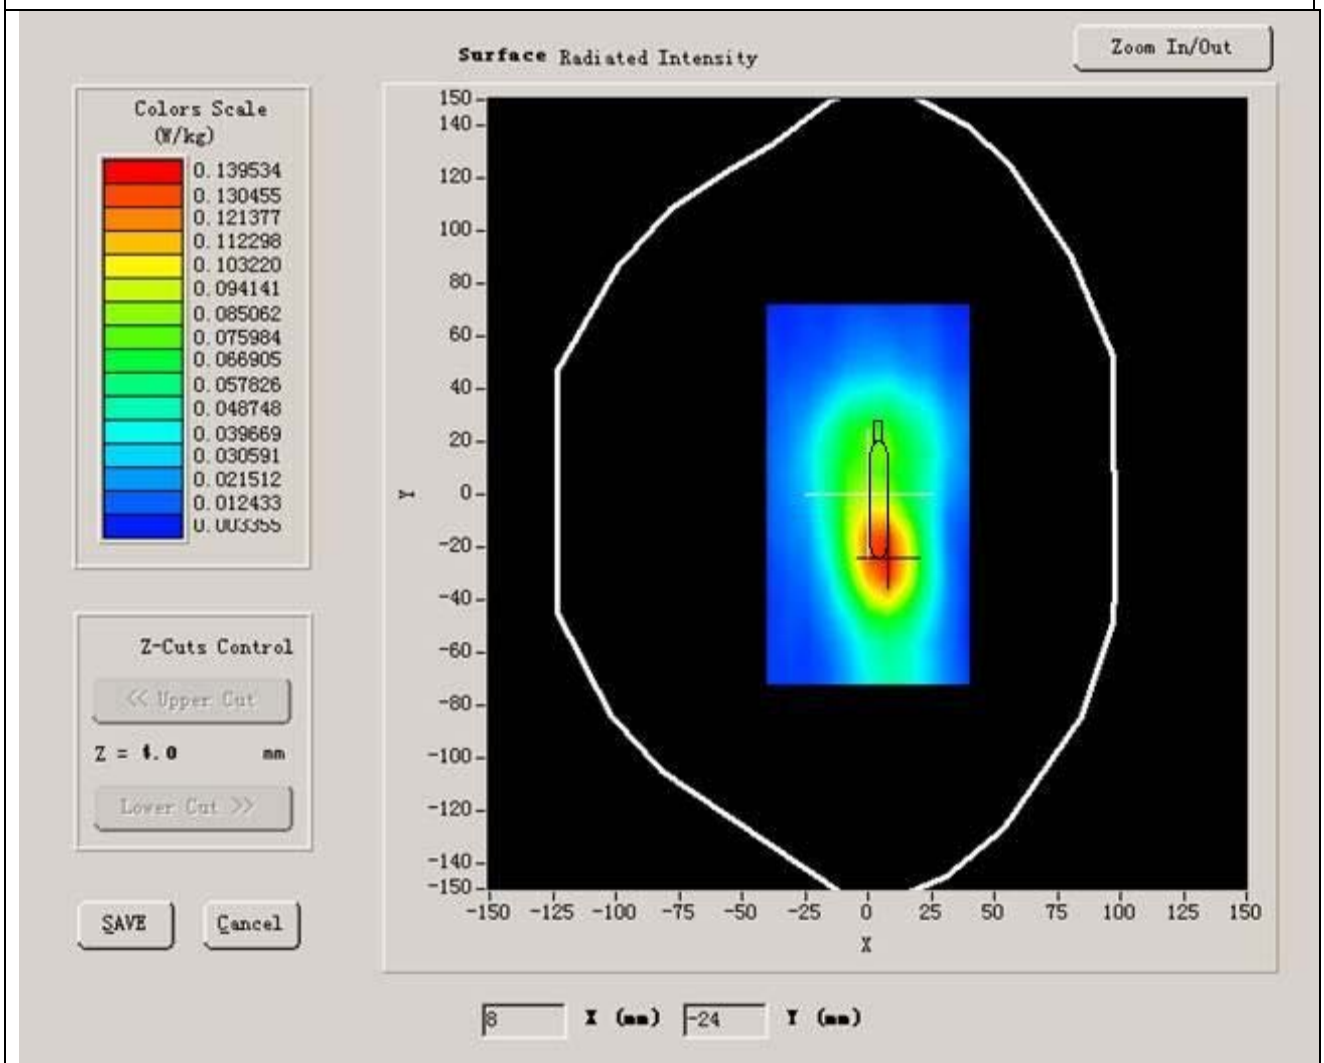 Surface Radiated Intensity
Zoom In/Out
Colors Scale
(W/kg)
0.139534
0.130455
0.121377
0.112298
0.103220
0.094141
0.085062
0.075984
0.066905
0.057826
0.048748
0.039669
0.030591
0.021512
0.012433
0.003355
Z-Cuts Control
<< Upper Cut
Z = 4.0 mm
Lower Cut >>
SAVE
Cancel
150
140
120
100
80
60
40
20
0
-20
-40
-60
-80
-100
-120
-140
-150
Y
-150 -125 -100 -75 -50 -25 0 25 50 75 100 125 150
X
8 X (mm) -24 Y (mm)